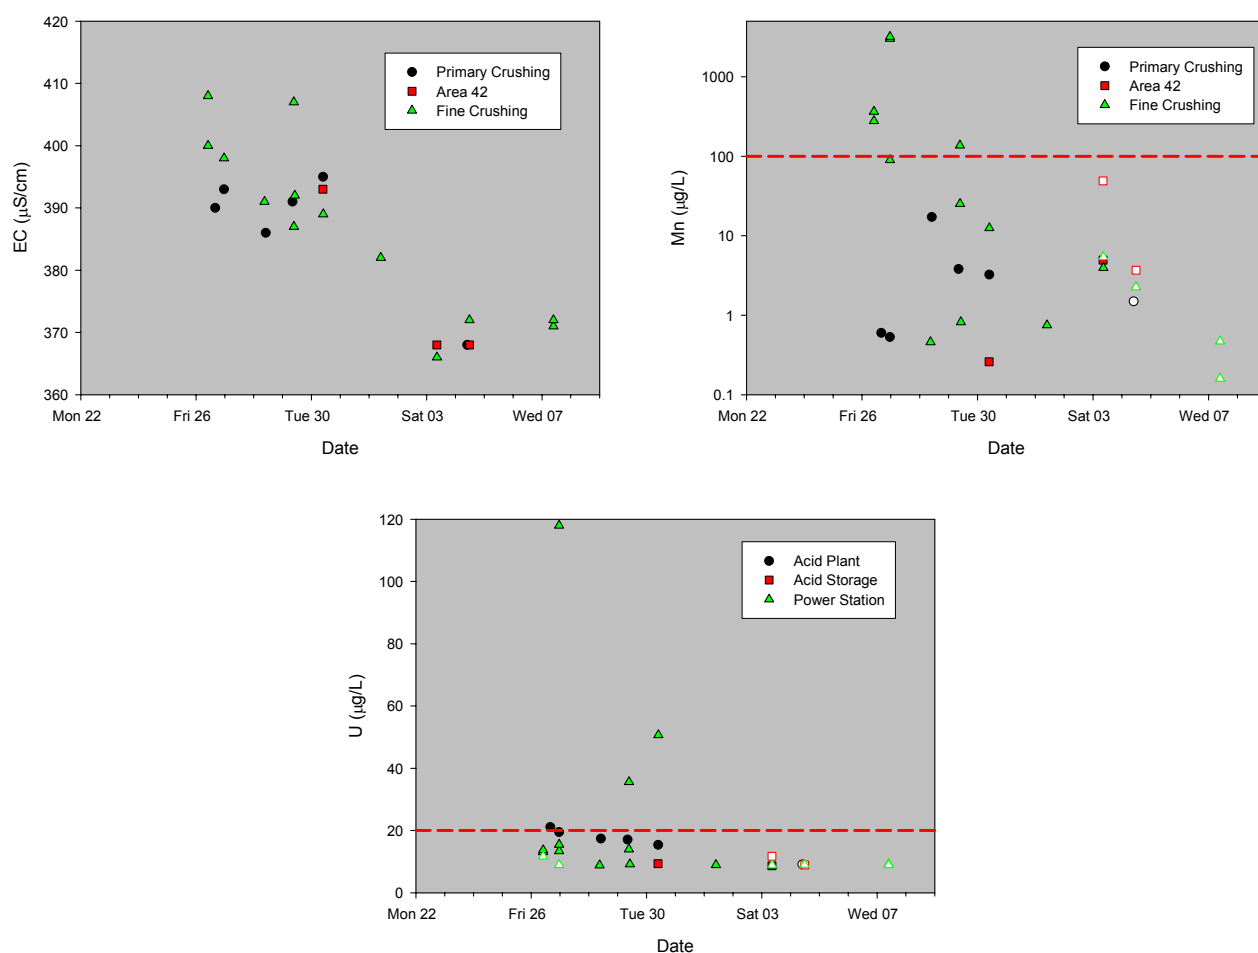 420
410
400
390
380
370
360
EC (μS/cm)
Mon 22 Fri 26 Tue 30 Sat 03 Wed 07
Date
Primary Crushing
Area 42
Fine Crushing
1000
100
10
1
0.1
Mn (μg/L)
Mon 22 Fri 26 Tue 30 Sat 03 Wed 07
Date
Primary Crushing
Area 42
Fine Crushing
120
100
80
60
40
20
0
U (μg/L)
Mon 22 Fri 26 Tue 30 Sat 03 Wed 07
Date
Acid Plant
Acid Storage
Power Station